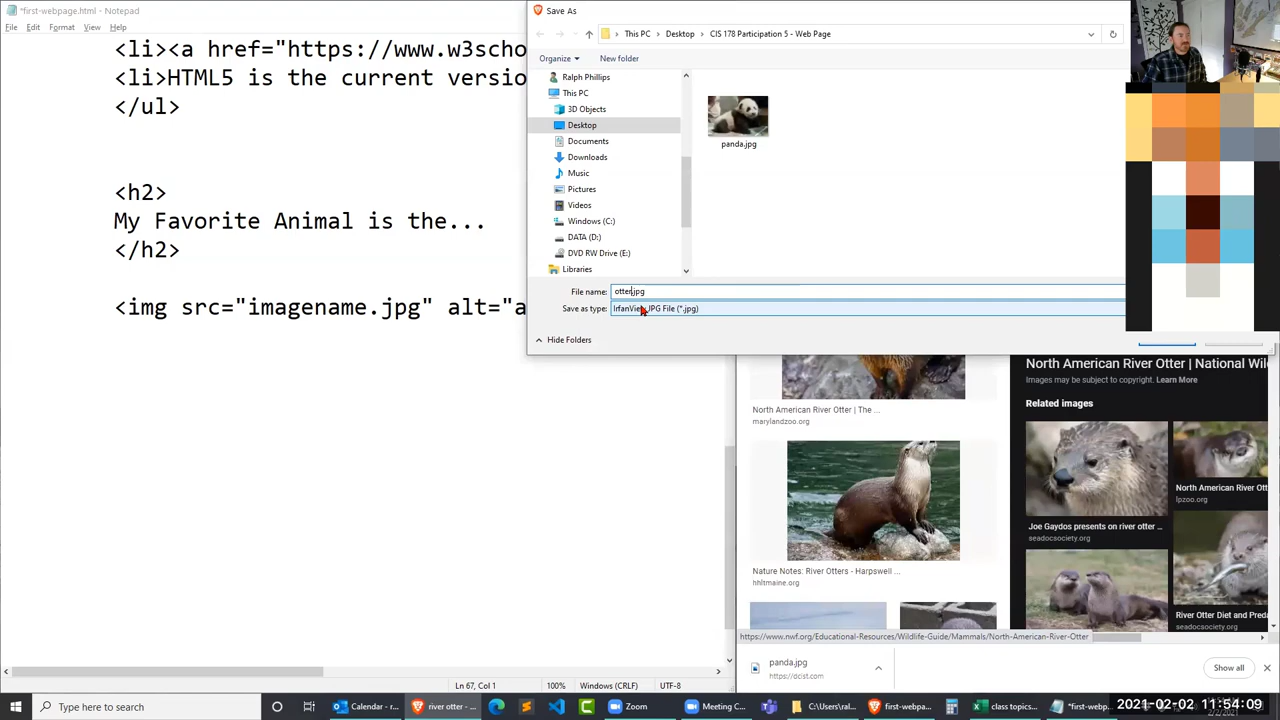 *first-webpage.html - Notepad
File Edit Format View Help
<li><a href="https://www.w3scho
<li>HTML5 is the current versio
</ul>
<h2>
My Favorite Animal is the...
</h2>
<img src="imagename.jpg" alt="a
Ln 67, Col 1 100% Windows (CRLF) UTF-8
Save As
This PC > Desktop > CIS 178 Participation 5 - Web Page
Organize New folder
Ralph Phillips
This PC
3D Objects
Desktop
Documents
Downloads
Music
Pictures
Videos
Windows (C:)
DATA (D:)
DVD RW Drive (E:)
Libraries
panda.jpg
File name: otter.jpg
Save as type: IrfanView JPG File (*.jpg)
Hide Folders
North American River Otter | The ...
marylandzoo.org
Nature Notes: River Otters - Harpswell ...
hhltmaine.org
North American River Otter | National Wil
Images may be subject to copyright. Learn More
Related images
Joe Gaydos presents on river otter ...
seadocsociety.org
North American River Ot
lpzoo.org
River Otter Diet and Preda
seadocsociety.org
https://www.nwf.org/Educational-Resources/Wildlife-Guide/Mammals/North-American-River-Otter
panda.jpg
https://dcist.com
Show all
Type here to search
Calendar - r...
river otter - ...
Zoom
Meeting C...
C:\Users\ral...
first-webpa...
class topics...
*first-webp...
2021-02-02 11:54:09